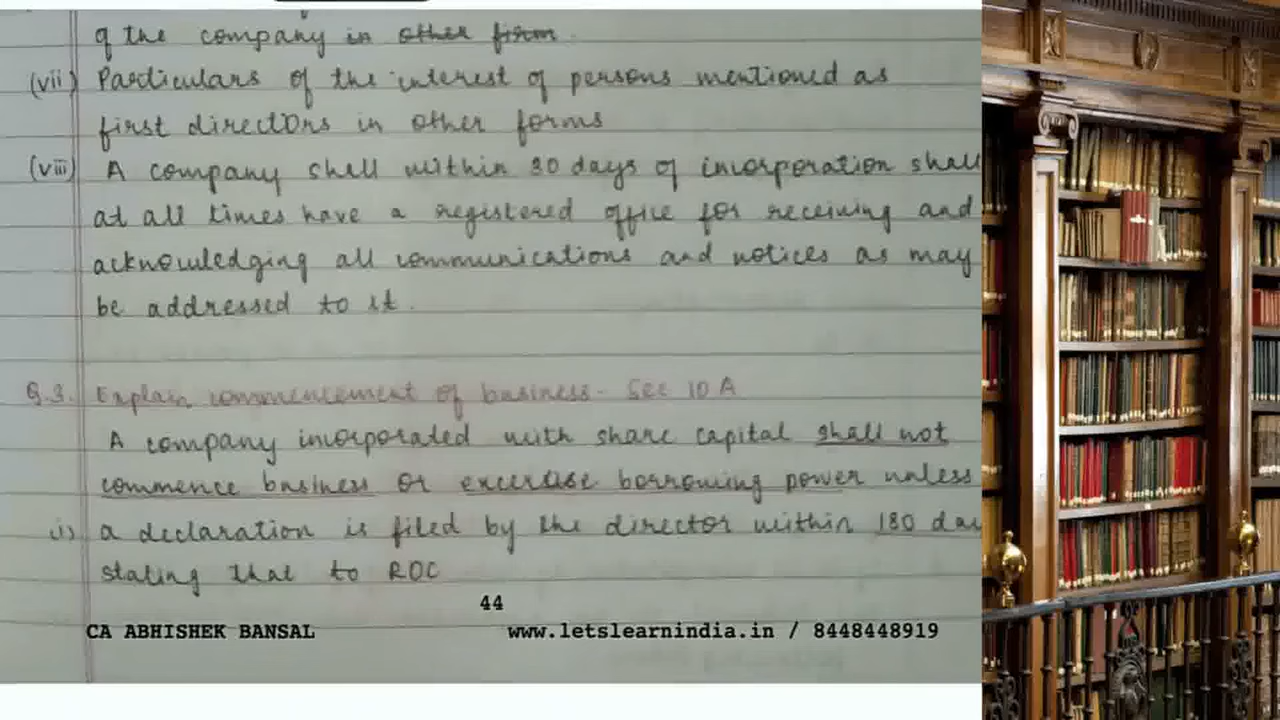 of the company in other firm
(vii) Particulars of the interest of persons mentioned as
first directors in other forms
(viii) A company shall within 30 days of incorporation shall
at all times have a registered office for receiving and
acknowledging all communications and notices as may
be addressed to it.
Q.3. Explain commencement of business - Sec 10 A
A company incorporated with share capital shall not
commence business or excercise borrowing power unless
(i) a declaration is filed by the director within 180 day
stating that to ROC
44
CA ABHISHEK BANSAL www.letslearnindia.in / 8448448919